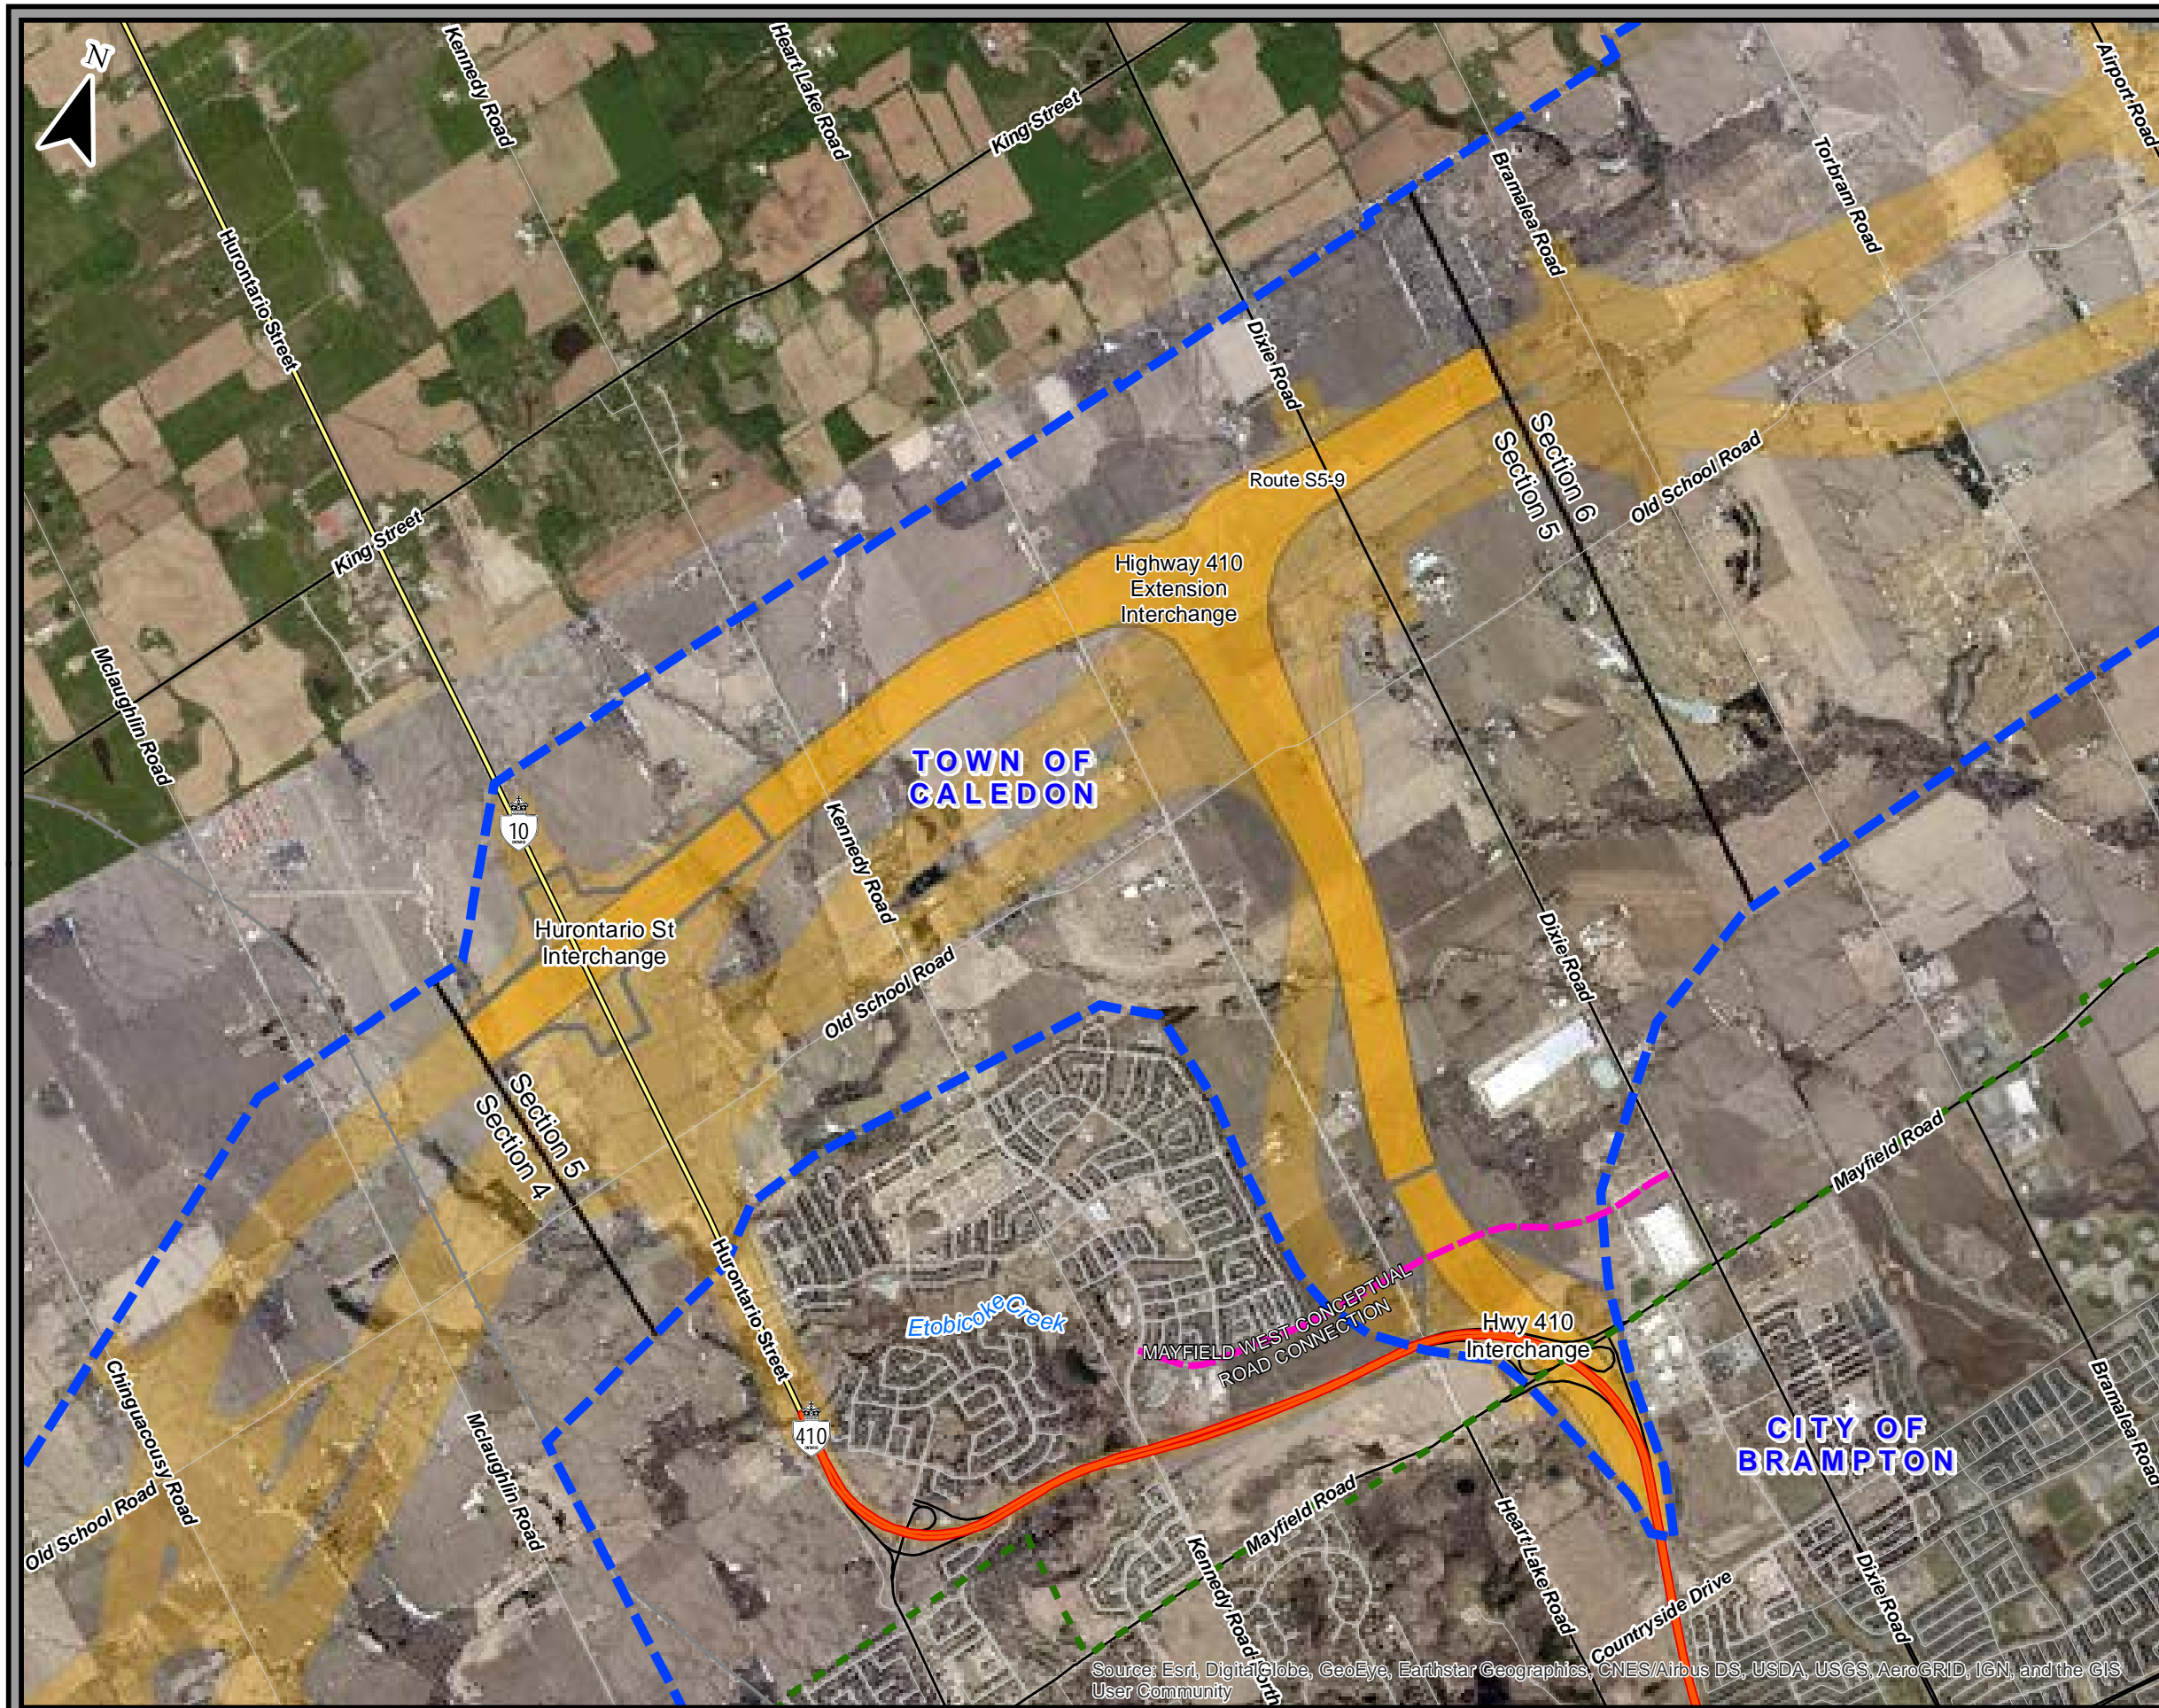 N
Kennedy Road
Heart Lake Road
King Street
Airport Road
Bramalea Road
Torbram Road
Hurontario Street
Dixie Road
Section 6
Section 5
Route S5-9
Old School Road
King Street
Highway 410
Extension
Interchange
Mclaughlin Road
TOWN OF
CALEDON
10
ONTARIO
Kennedy Road
Hurontario St
Interchange
Old School Road
Dixie Road
Section 5
Section 4
Mayfield Road
Hurontario Street
Etobicoke Creek
MAYFIELD WEST CONCEPTUAL
ROAD CONNECTION
Hwy 410
Interchange
Chinguacousy Road
Mclaughlin Road
410
ONTARIO
CITY OF
BRAMPTON
Bramalea Road
Old School Road
Mayfield Road
Kennedy Road North
Heart Lake Road
Countryside Drive
Dixie Road
Source: Esri, DigitalGlobe, GeoEye, Earthstar Geographics, CNES/Airbus DS, USDA, USGS, AeroGRID, IGN, and the GIS
User Community